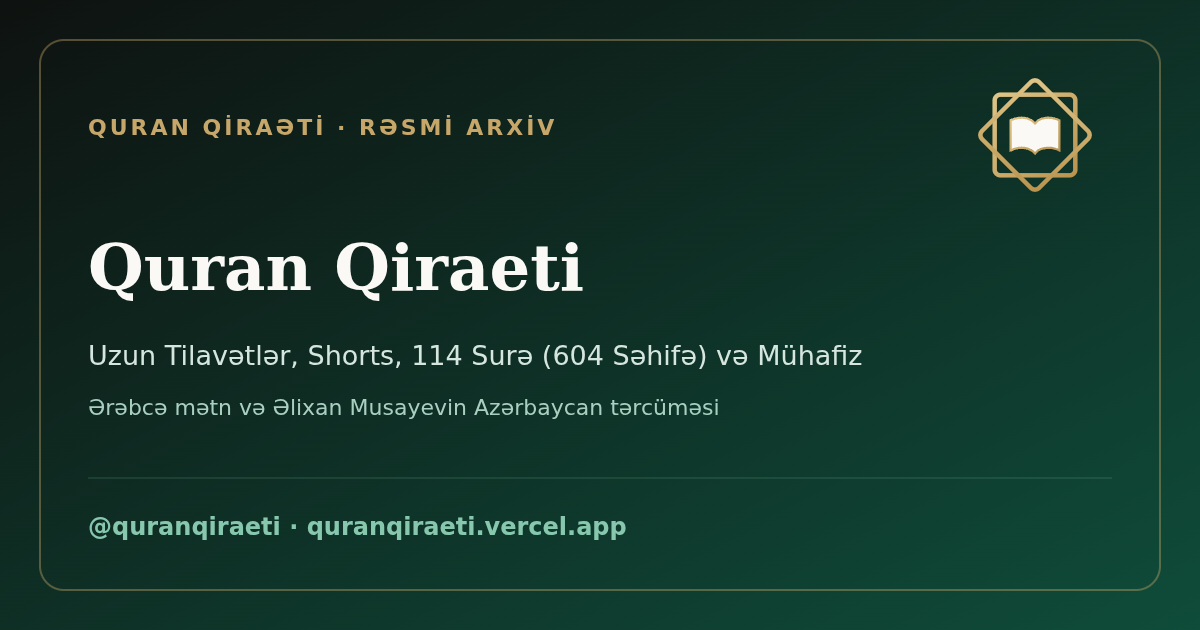 QURAN QİRAƏTİ · RƏSMİ ARXİV
Quran Qiraeti
Uzun Tilavətlər, Shorts, 114 Surə (604 Səhifə) və Mühafiz
Ərəbcə mətn və Əlixan Musayevin Azərbaycan tərcüməsi
@quranqiraeti · quranqiraeti.vercel.app